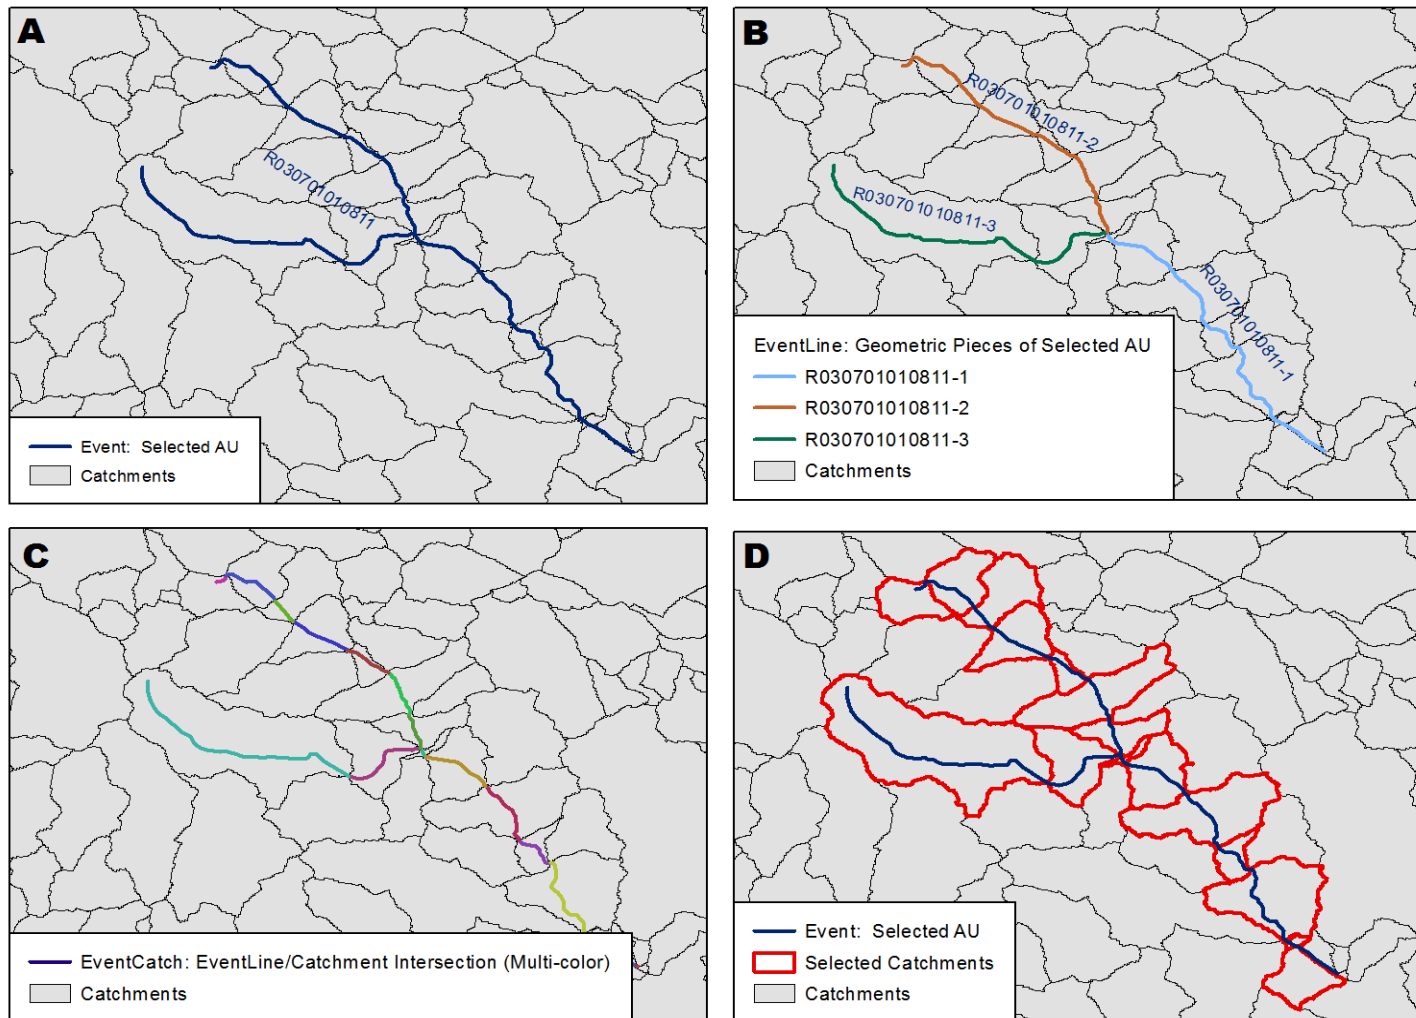 A
R030701010811
Event: Selected AU
Catchments
B
R030701010811-2
R030701010811-3
R030701010811-1
EventLine: Geometric Pieces of Selected AU
R030701010811-1
R030701010811-2
R030701010811-3
Catchments
C
EventCatch: EventLine/Catchment Intersection (Multi-color)
Catchments
D
Event: Selected AU
Selected Catchments
Catchments